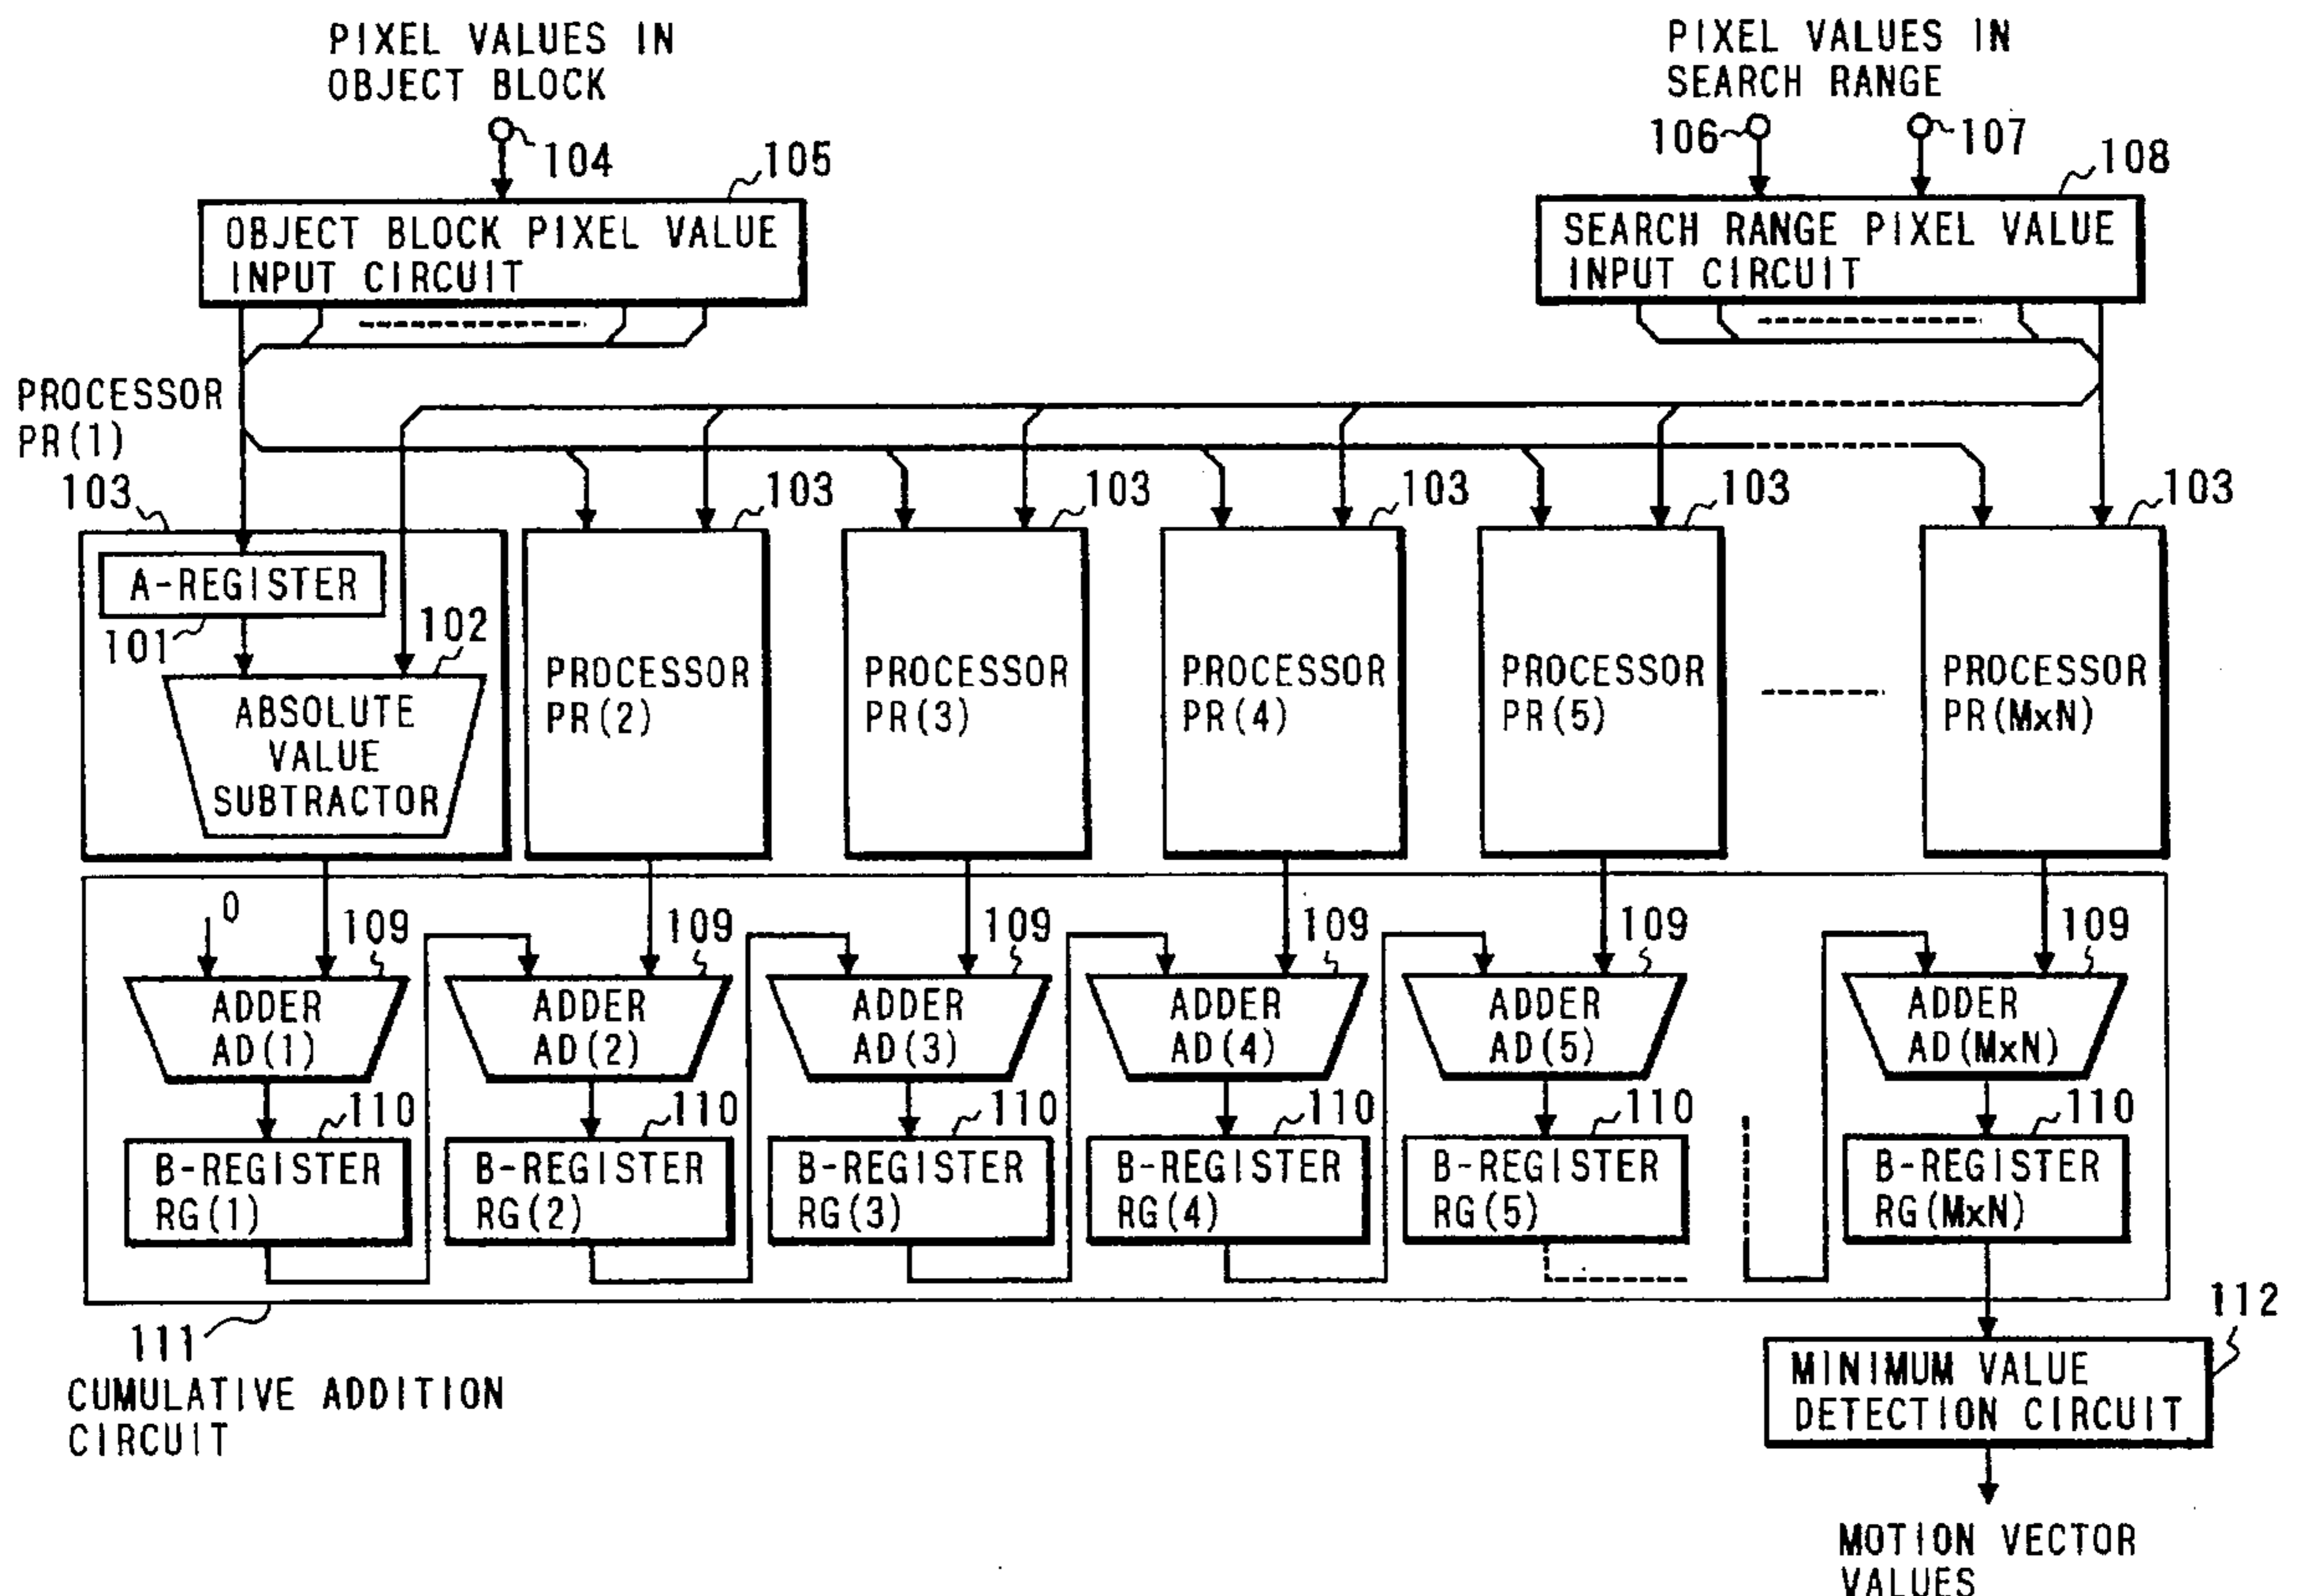 PIXEL VALUES IN
OBJECT BLOCK
PIXEL VALUES IN
SEARCH RANGE
104
105
106
107
108
OBJECT BLOCK PIXEL VALUE
INPUT CIRCUIT
SEARCH RANGE PIXEL VALUE
INPUT CIRCUIT
PROCESSOR
PR(1)
103
103
103
103
103
103
A-REGISTER
101
102
ABSOLUTE
VALUE
SUBTRACTOR
PROCESSOR
PR(2)
PROCESSOR
PR(3)
PROCESSOR
PR(4)
PROCESSOR
PR(5)
PROCESSOR
PR(MxN)
0
109
109
109
109
109
109
ADDER
AD(1)
ADDER
AD(2)
ADDER
AD(3)
ADDER
AD(4)
ADDER
AD(5)
ADDER
AD(MxN)
110
110
110
110
110
110
B-REGISTER
RG(1)
B-REGISTER
RG(2)
B-REGISTER
RG(3)
B-REGISTER
RG(4)
B-REGISTER
RG(5)
B-REGISTER
RG(MxN)
111
CUMULATIVE ADDITION
CIRCUIT
112
MINIMUM VALUE
DETECTION CIRCUIT
MOTION VECTOR
VALUES